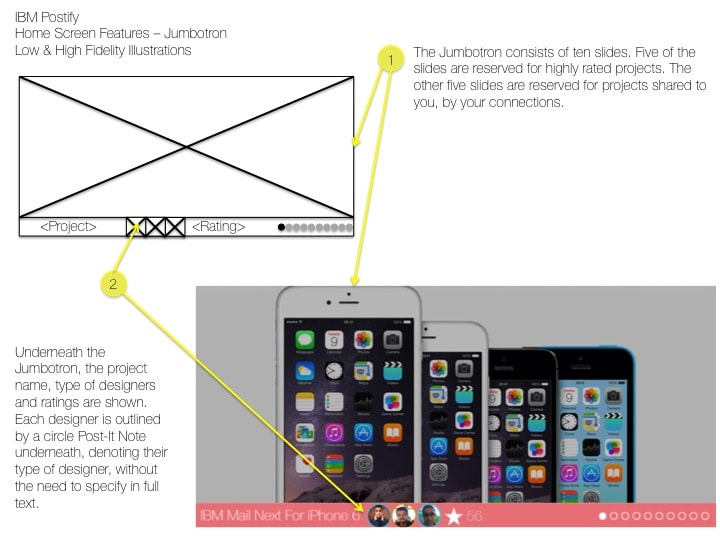 IBM Postify
Home Screen Features – Jumbotron
Low & High Fidelity Illustrations
1
The Jumbotron consists of ten slides. Five of the
slides are reserved for highly rated projects. The
other five slides are reserved for projects shared to
you, by your connections.
<Project>
<Rating>
2
Underneath the
Jumbotron, the project
name, type of designers
and ratings are shown.
Each designer is outlined
by a circle Post-It Note
underneath, denoting their
type of designer, without
the need to specify in full
text.
IBM Mail Next For iPhone 6
56